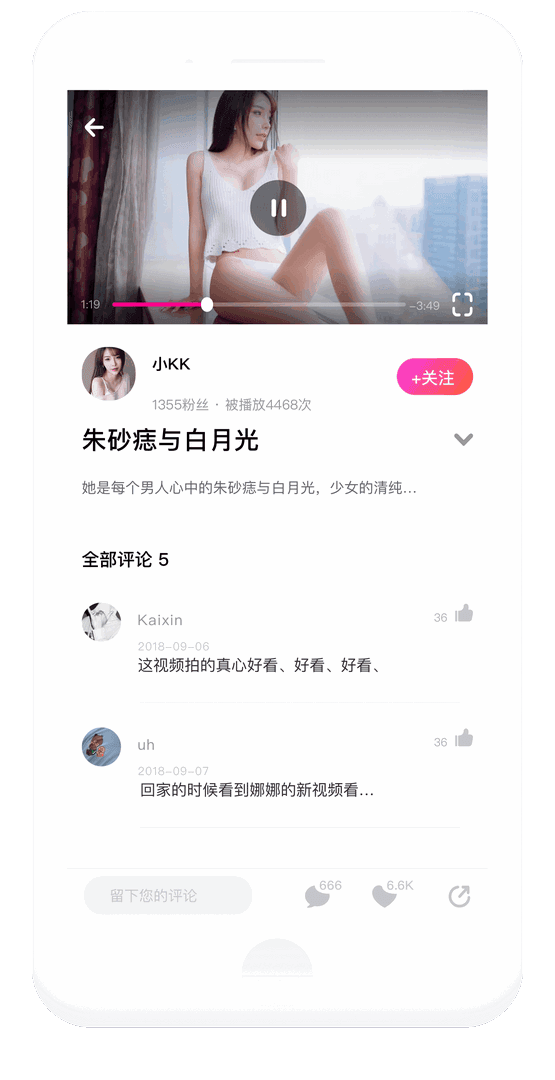 1:19
–3:49
小KK
+关注
1355粉丝 · 被播放4468次
朱砂痣与白月光
她是每个男人心中的朱砂痣与白月光，少女的清纯...
全部评论 5
Kaixin
36
2018–09–06
这视频拍的真心好看、好看、好看、
uh
36
2018–09–07
回家的时候看到娜娜的新视频看...
留下您的评论
666
6.6K